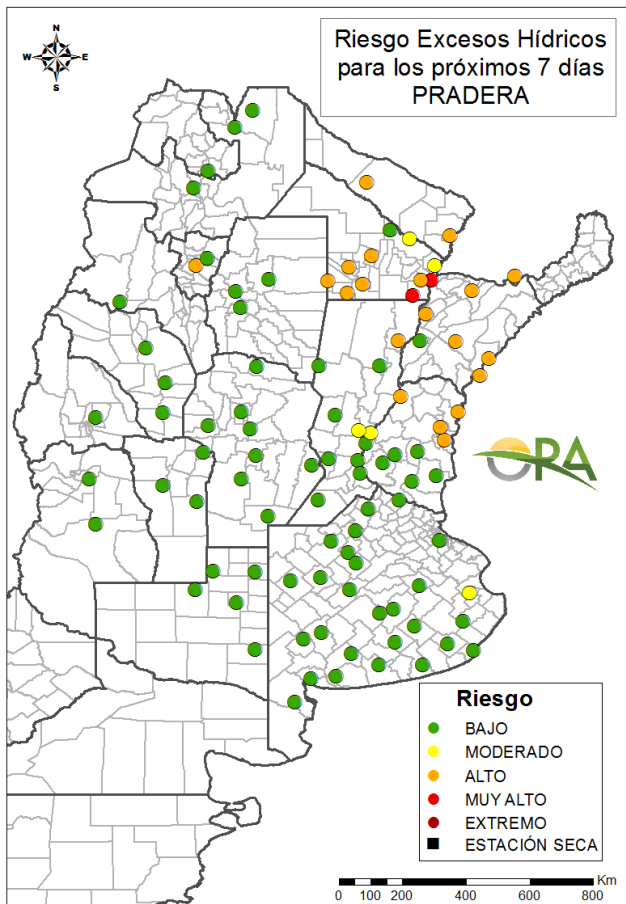 Riesgo Excesos Hídricos
para los próximos 7 días
PRADERA
N
W E
S
ORA
Riesgo
BAJO
MODERADO
ALTO
MUY ALTO
EXTREMO
ESTACIÓN SECA
Km
0 100 200 400 600 800